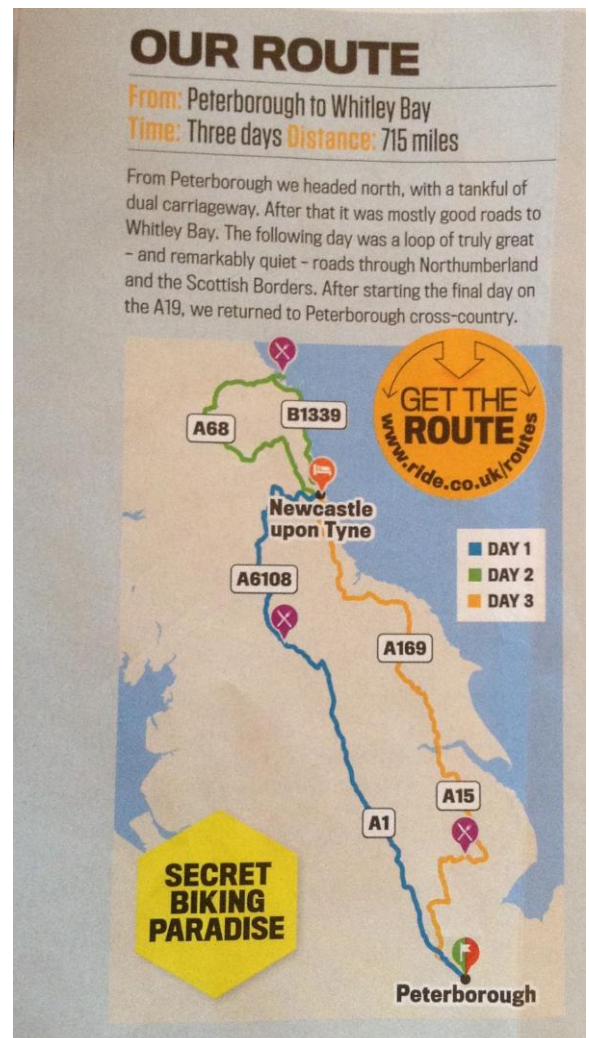 OUR ROUTE
From: Peterborough to Whitley Bay
Time: Three days Distance: 715 miles
From Peterborough we headed north, with a tankful of
dual carriageway. After that it was mostly good roads to
Whitley Bay. The following day was a loop of truly great
– and remarkably quiet – roads through Northumberland
and the Scottish Borders. After starting the final day on
the A19, we returned to Peterborough cross-country.
GET THE
ROUTE
www.ride.co.uk/routes
B1339
A68
Newcastle
upon Tyne
DAY 1
DAY 2
DAY 3
A6108
A169
A15
A1
SECRET
BIKING
PARADISE
Peterborough